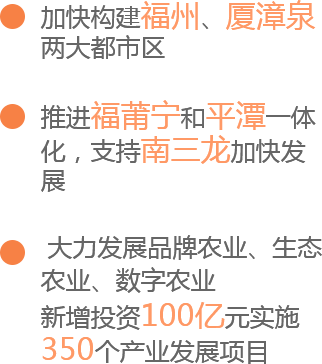 加快构建福州、厦漳泉
两大都市区
推进福莆宁和平潭一体
化，支持南三龙加快发
展
大力发展品牌农业、生态
农业、数字农业
新增投资100亿元实施
350个产业发展项目